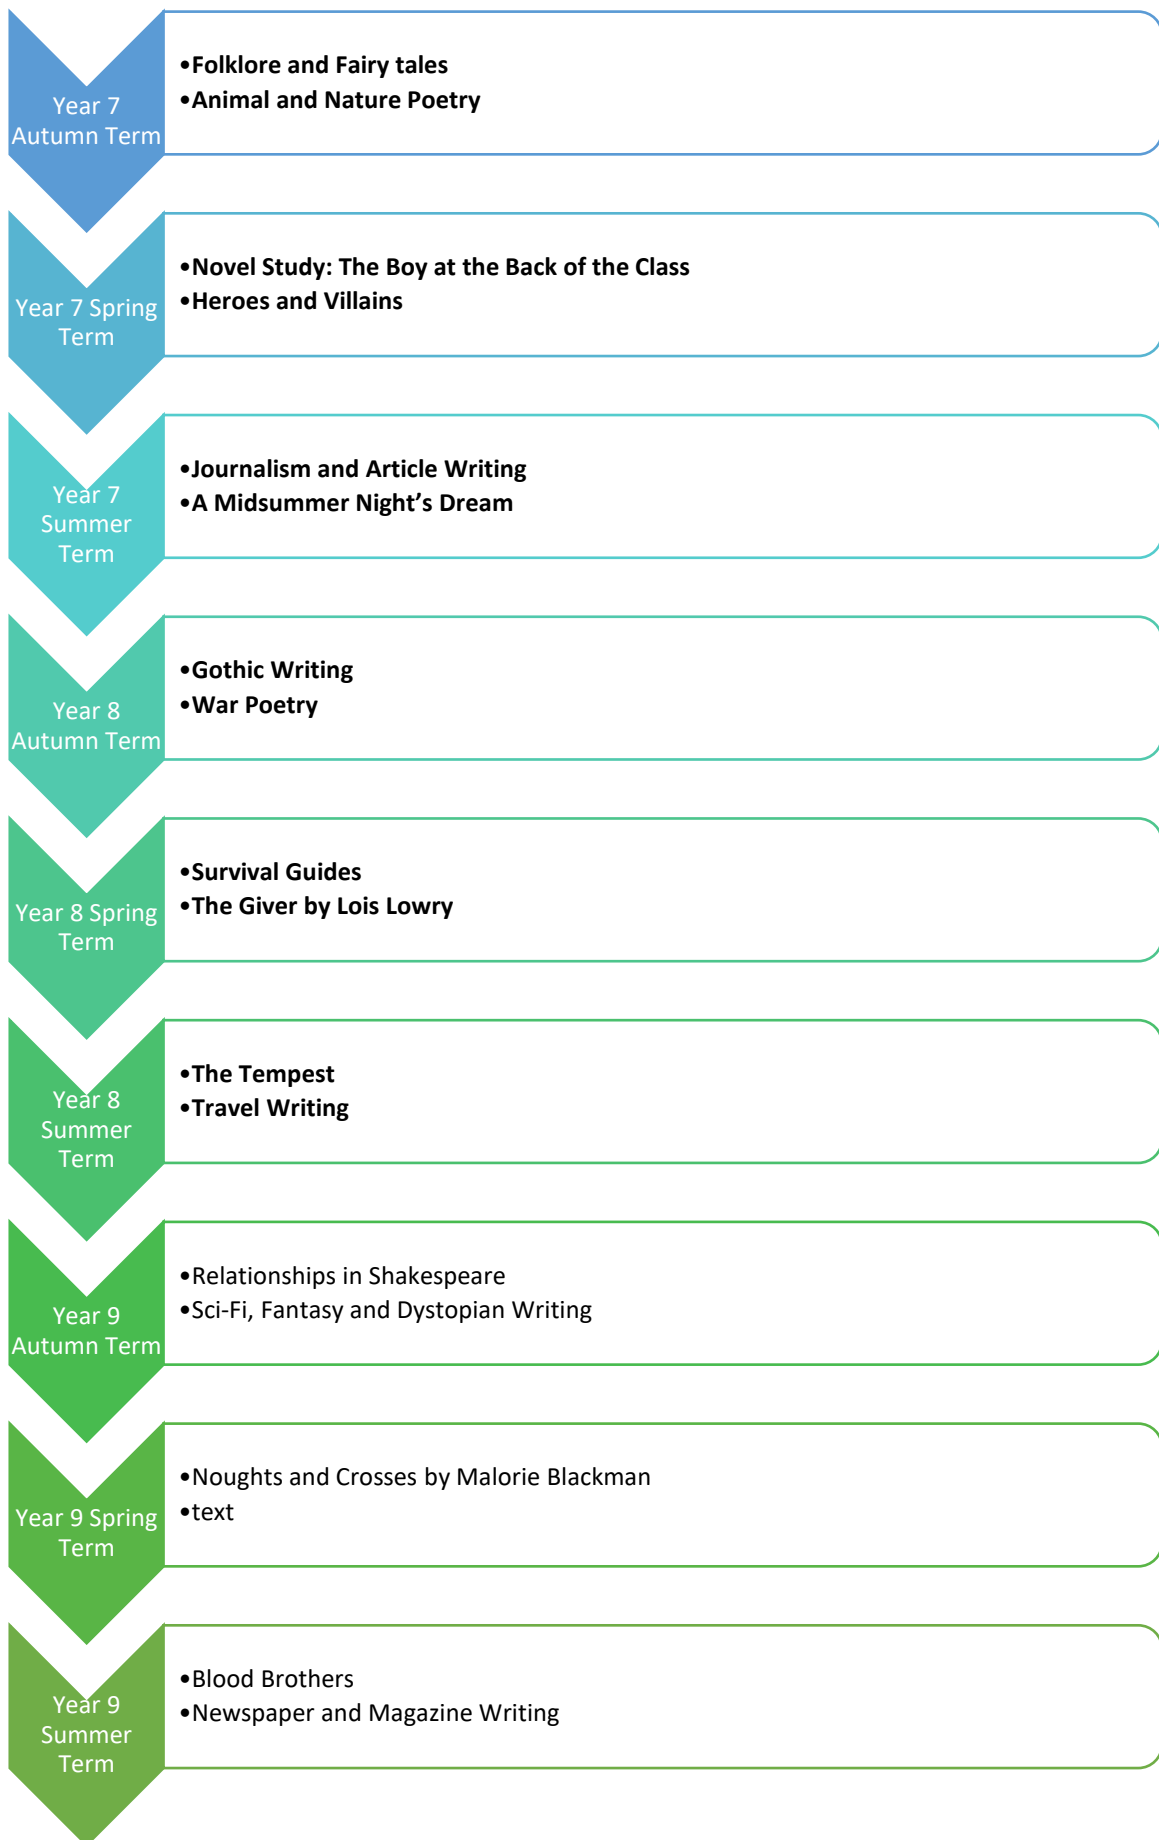 Year 7
Autumn Term
•Folklore and Fairy tales
•Animal and Nature Poetry
Year 7 Spring
Term
•Novel Study: The Boy at the Back of the Class
•Heroes and Villains
Year 7
Summer
Term
•Journalism and Article Writing
•A Midsummer Night’s Dream
Year 8
Autumn Term
•Gothic Writing
•War Poetry
Year 8 Spring
Term
•Survival Guides
•The Giver by Lois Lowry
Year 8
Summer
Term
•The Tempest
•Travel Writing
Year 9
Autumn Term
•Relationships in Shakespeare
•Sci-Fi, Fantasy and Dystopian Writing
Year 9 Spring
Term
•Noughts and Crosses by Malorie Blackman
•text
Year 9
Summer
Term
•Blood Brothers
•Newspaper and Magazine Writing